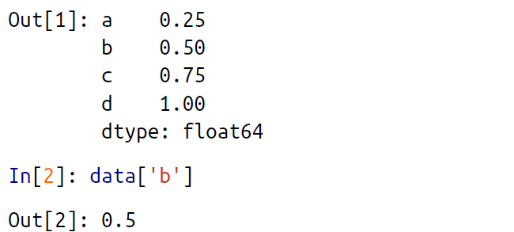 Out[1]: a    0.25
        b    0.50
        c    0.75
        d    1.00
        dtype: float64
In[2]: data['b']
Out[2]: 0.5